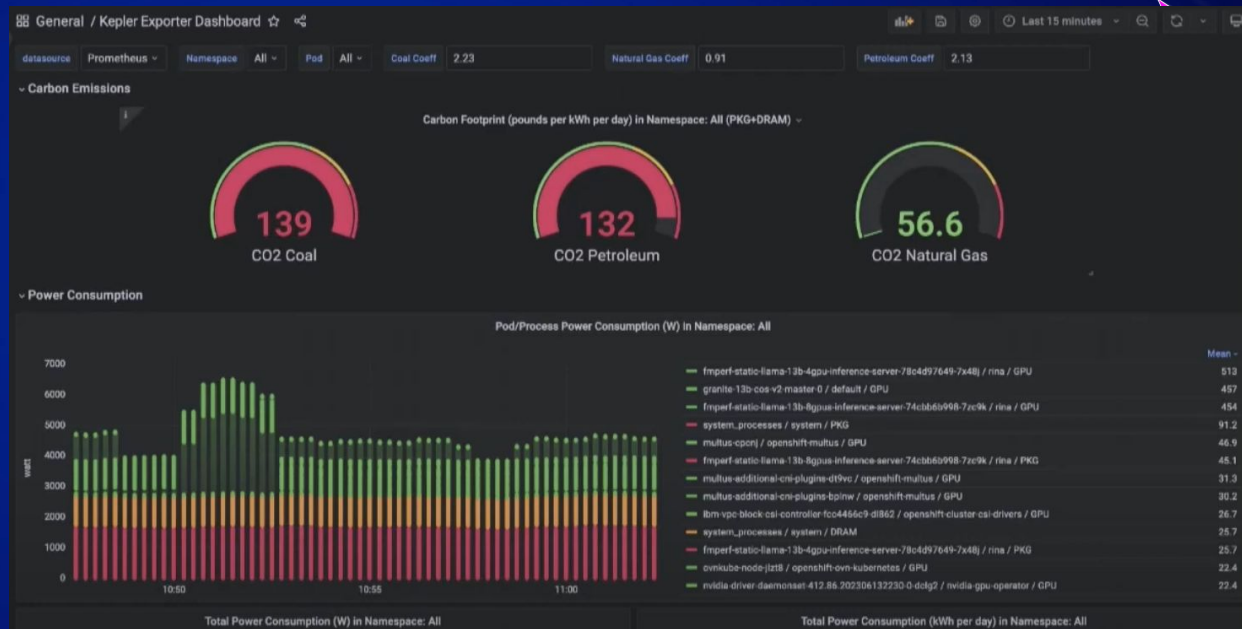 General / Kepler Exporter Dashboard
Last 15 minutes
datasource Prometheus Namespace All Pod All Coal Coeff 2.23 Natural Gas Coeff 0.91 Petroleum Coeff 2.13
Carbon Emissions
i
Carbon Footprint (pounds per kWh per day) in Namespace: All (PKG+DRAM)
139
CO2 Coal
132
CO2 Petroleum
56.6
CO2 Natural Gas
Power Consumption
Pod/Process Power Consumption (W) in Namespace: All
watt
7000
6000
5000
4000
3000
2000
1000
0
10:50 10:55 11:00
Mean
fmperf-static-llama-13b-4gpu-inference-server-78c4d97649-7x48j / rina / GPU 513
granite-13b-cos-v2-master-0 / default / GPU 457
fmperf-static-llama-13b-8gpus-inference-server-74cbb6b998-7zc9k / rina / GPU 454
system_processes / system / PKG 91.2
multus-cponj / openshift-multus / GPU 46.9
fmperf-static-llama-13b-8gpus-inference-server-74cbb6b998-7zc9k / rina / PKG 45.1
multus-additional-cni-plugins-dt9vc / openshift-multus / GPU 31.3
multus-additional-cni-plugins-bplnw / openshift-multus / GPU 30.2
ibm-vpc-block-csi-controller-fcc4466c9-dl862 / openshift-cluster-csi-drivers / GPU 26.7
system_processes / system / DRAM 25.7
fmperf-static-llama-13b-4gpu-inference-server-78c4d97649-7x48j / rina / PKG 25.7
ovnkube-node-jlzt8 / openshift-ovn-kubernetes / GPU 22.4
nvidia-driver-daemonset-412.86.202306132230-0-dclg2 / nvidia-gpu-operator / GPU 22.4
Total Power Consumption (W) in Namespace: All
Total Power Consumption (kWh per day) in Namespace: All